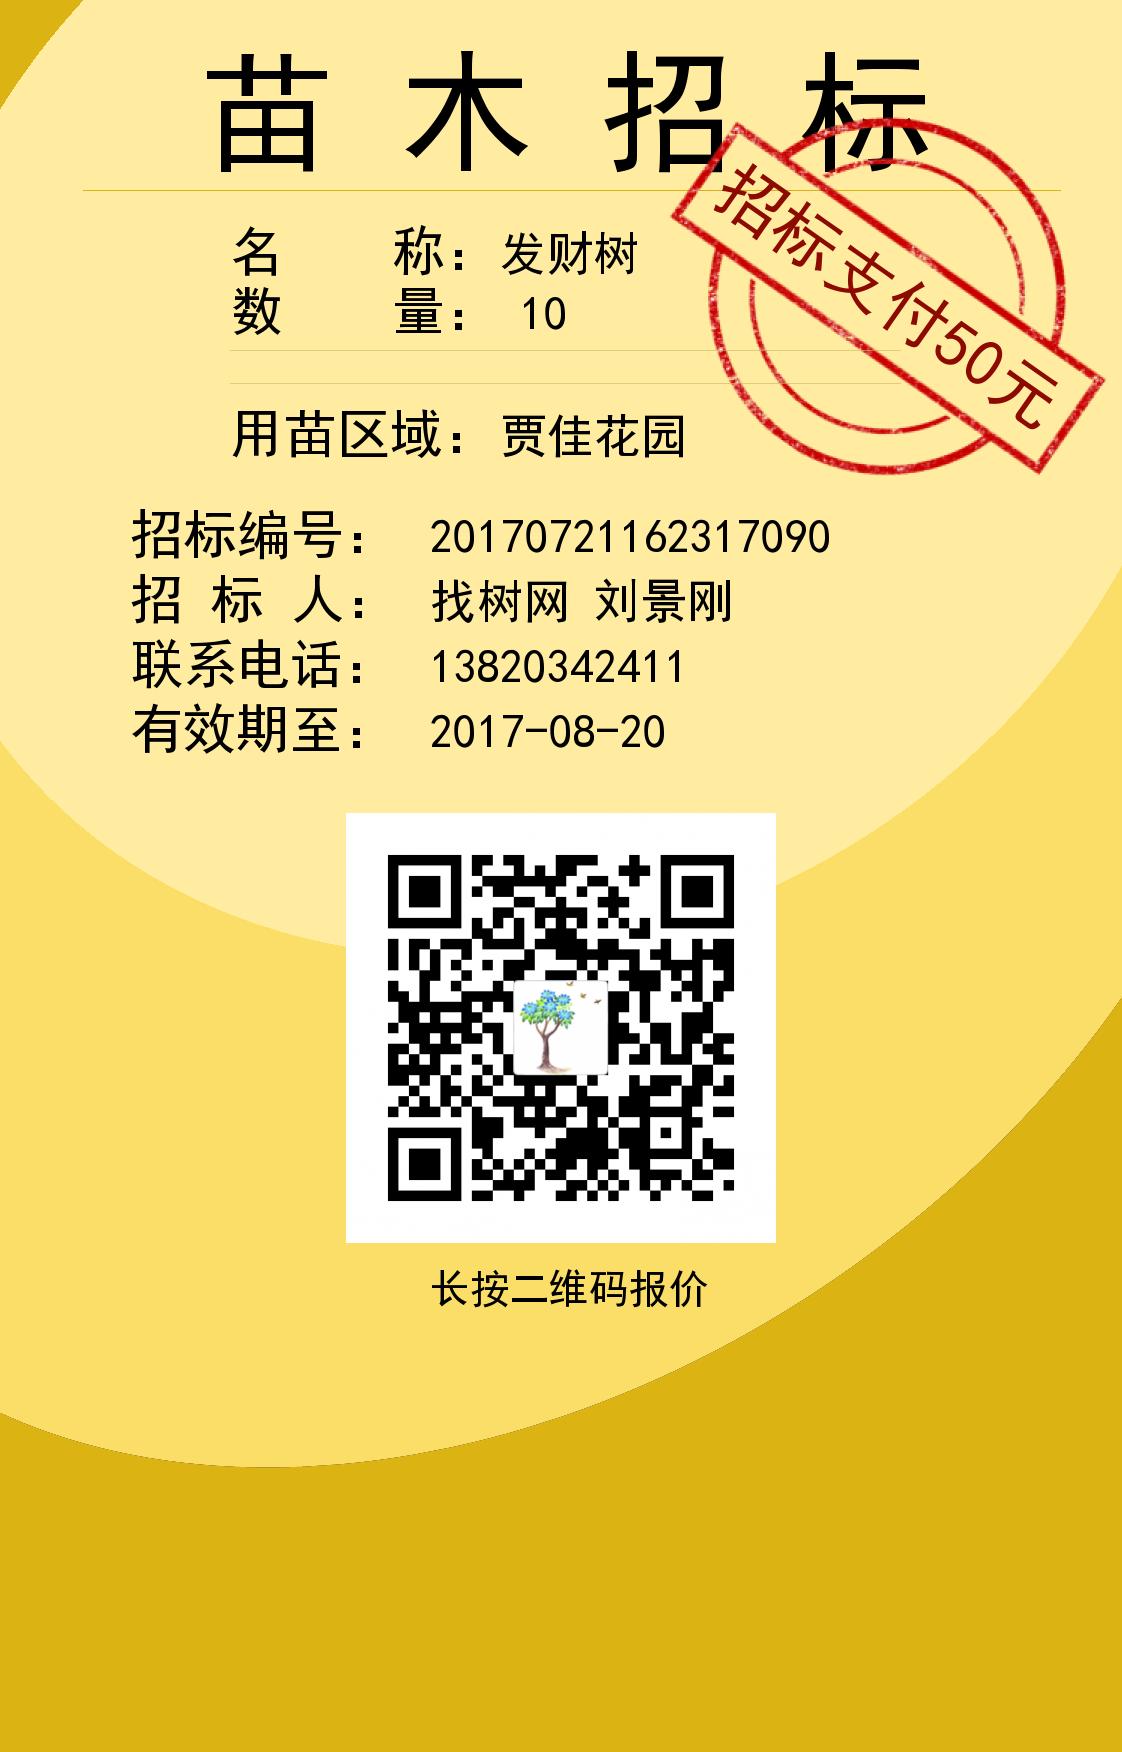 苗木招标
招标支付50元
名 称：发财树
数 量： 10
用苗区域：贾佳花园
招标编号： 20170721162317090
招 标 人： 找树网 刘景刚
联系电话： 13820342411
有效期至： 2017-08-20
长按二维码报价